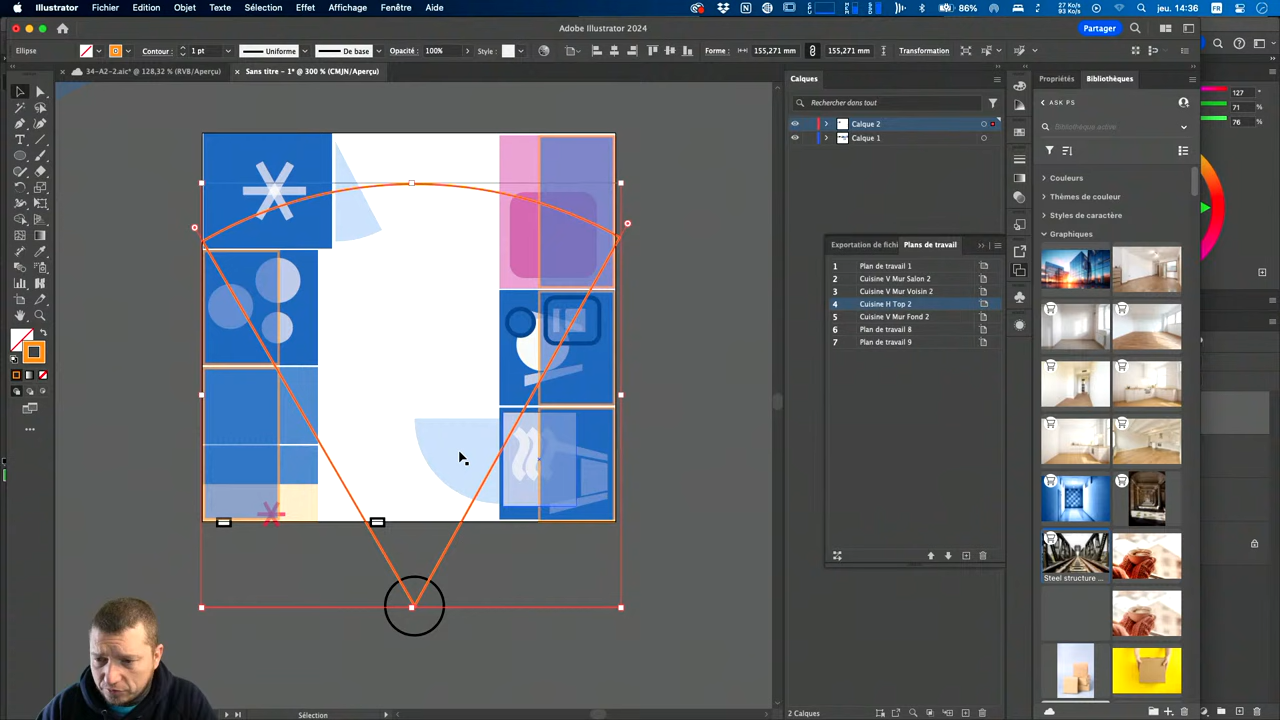 Illustrator Fichier Edition Objet Texte Sélection Effet Affichage Fenêtre Aide
86% FR jeu. 14:36
Adobe Illustrator 2024
Partager
Ellipse Contour : 1 pt Uniforme De base Opacité : 100% Style : Forme : 155,271 mm 155,271 mm Transformation
34-A2-2.aic* @ 128,32 % (RVB/Aperçu)
Sans titre - 1* @ 300 % (CMJN/Aperçu)
Calques
Rechercher dans tout
Calque 2
Calque 1
Exportation de fichi
Plans de travail
1 Plan de travail 1
2 Cuisine V Mur Salon 2
3 Cuisine V Mur Voisin 2
4 Cuisine H Top 2
5 Cuisine V Mur Fond 2
6 Plan de travail 8
7 Plan de travail 9
Propriétés
Bibliothèques
ASK PS
Bibliothèque active
Couleurs
Thèmes de couleur
Styles de caractère
Graphiques
Steel structure ...
127
71
76
Sélection
2 Calques